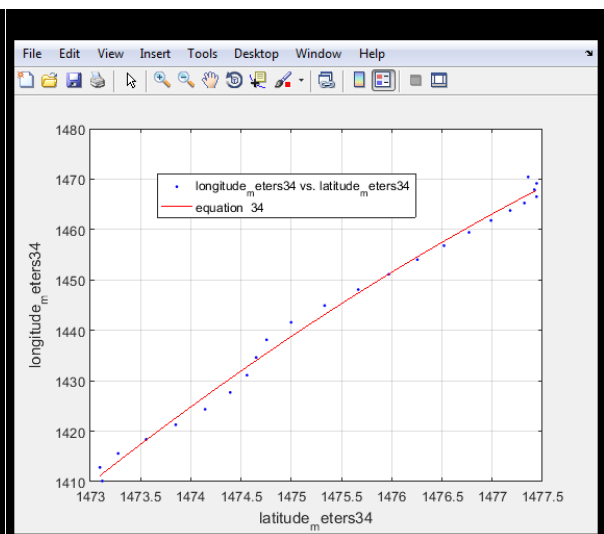 File Edit View Insert Tools Desktop Window Help
1480
1470
1460
1450
1440
1430
1420
1410
longitude_meters34 vs. latitude_meters34
equation 34
longitude_meters34
1473 1473.5 1474 1474.5 1475 1475.5 1476 1476.5 1477 1477.5
latitude_meters34